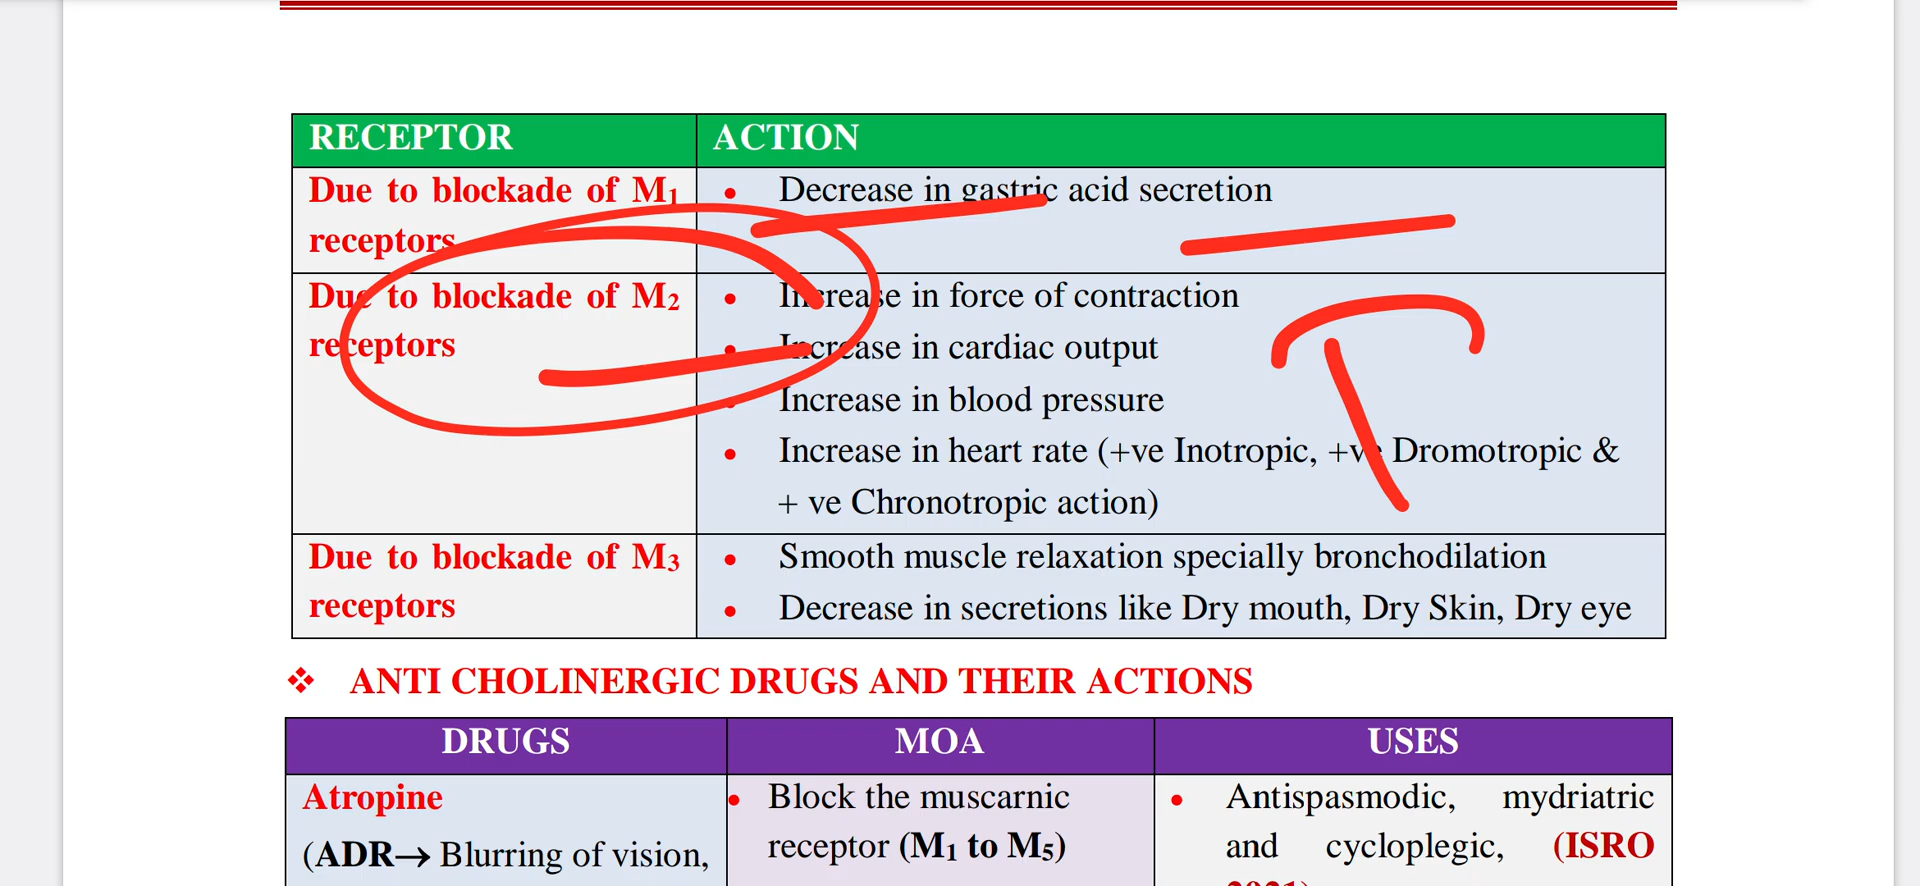 RECEPTOR ACTION
Due to blockade of M₁ • Decrease in gastric acid secretion
receptors
Due to blockade of M₂ • Increase in force of contraction
receptors • Increase in cardiac output
• Increase in blood pressure
• Increase in heart rate (+ve Inotropic, +ve Dromotropic &
+ ve Chronotropic action)
Due to blockade of M₃ • Smooth muscle relaxation specially bronchodilation
receptors • Decrease in secretions like Dry mouth, Dry Skin, Dry eye
❖ ANTI CHOLINERGIC DRUGS AND THEIR ACTIONS
DRUGS MOA USES
Atropine • Block the muscarnic • Antispasmodic, mydriatric
(ADR→ Blurring of vision, receptor (M₁ to M₅) and cycloplegic, (ISRO
2021)